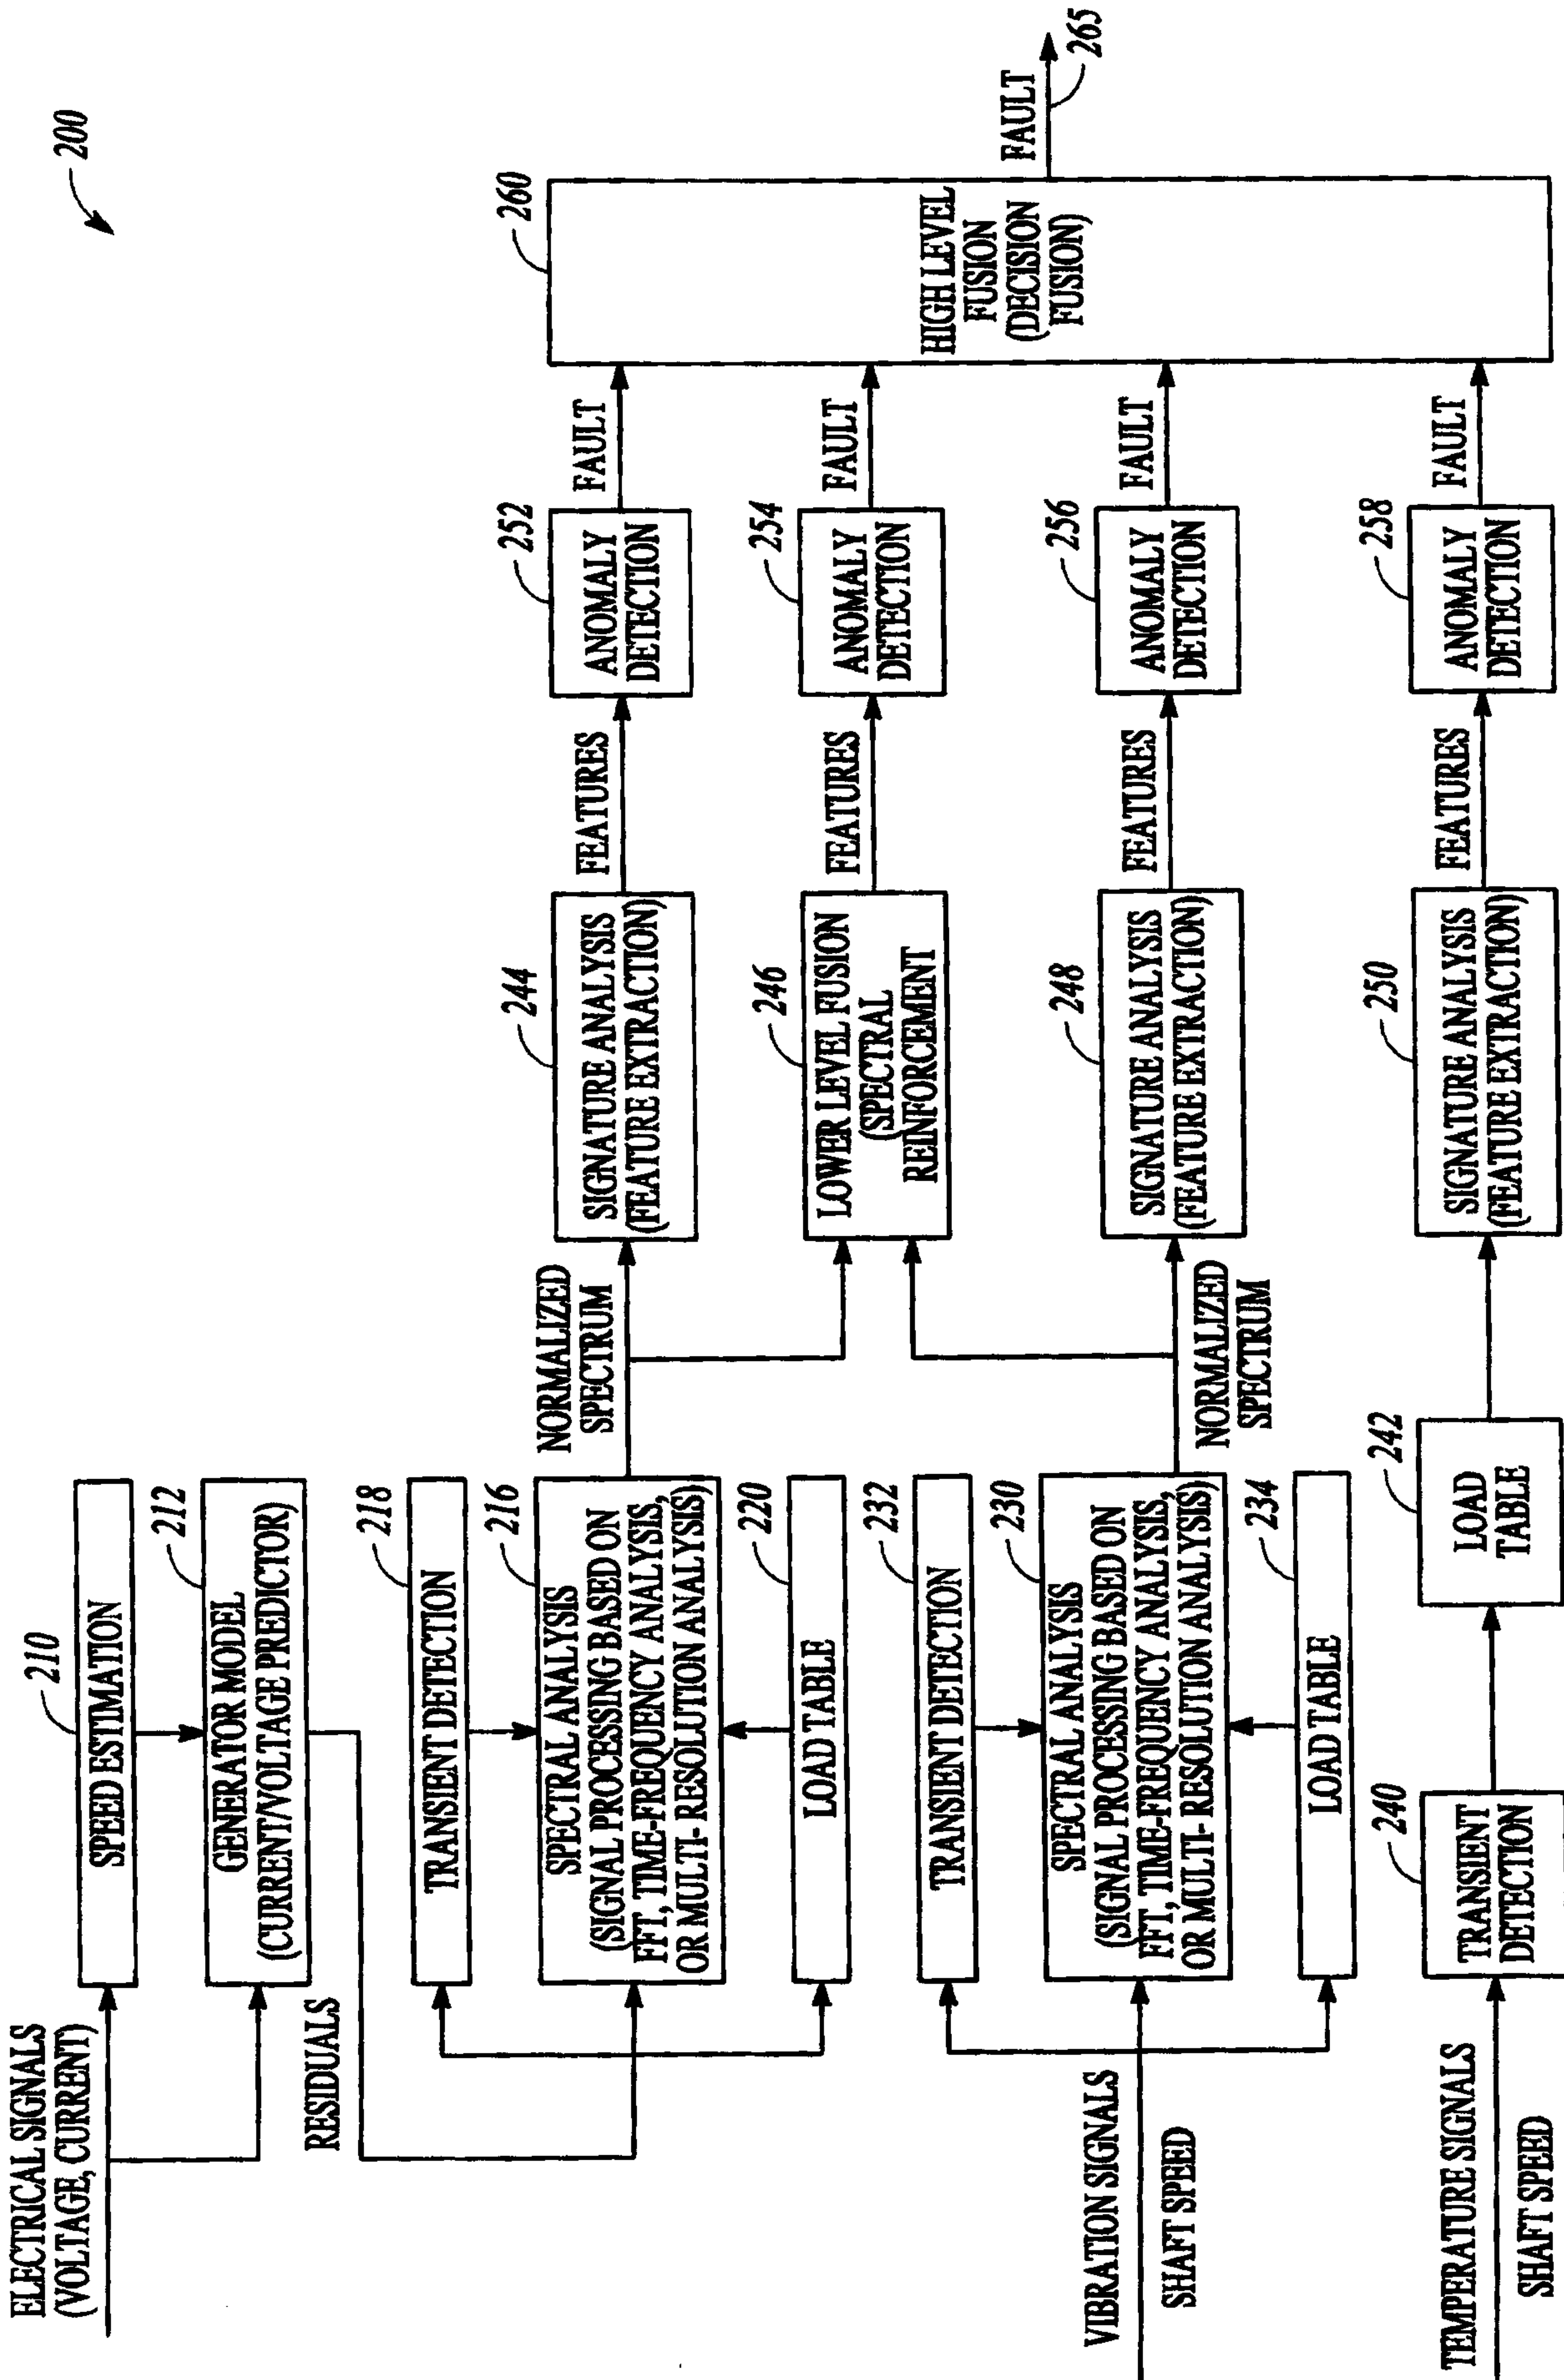 200
ELECTRICAL SIGNALS
(VOLTAGE, CURRENT)
210
SPEED ESTIMATION
212
GENERATOR MODEL
(CURRENT/VOLTAGE PREDICTOR)
RESIDUALS
218
TRANSIENT DETECTION
216
SPECTRAL ANALYSIS
(SIGNAL PROCESSING BASED ON
FFT, TIME-FREQUENCY ANALYSIS,
OR MULTI- RESOLUTION ANALYSIS)
220
LOAD TABLE
NORMALIZED
SPECTRUM
244
SIGNATURE ANALYSIS
(FEATURE EXTRACTION)
FEATURES
252
ANOMALY
DETECTION
FAULT
246
LOWER LEVEL FUSION
(SPECTRAL
REINFORCEMENT
FEATURES
254
ANOMALY
DETECTION
FAULT
VIBRATION SIGNALS
SHAFT SPEED
232
TRANSIENT DETECTION
230
SPECTRAL ANALYSIS
(SIGNAL PROCESSING BASED ON
FFT, TIME-FREQUENCY ANALYSIS,
OR MULTI- RESOLUTION ANALYSIS)
234
LOAD TABLE
NORMALIZED
SPECTRUM
248
SIGNATURE ANALYSIS
(FEATURE EXTRACTION)
FEATURES
256
ANOMALY
DETECTION
FAULT
TEMPERATURE SIGNALS
SHAFT SPEED
240
TRANSIENT
DETECTION
242
LOAD
TABLE
250
SIGNATURE ANALYSIS
(FEATURE EXTRACTION)
FEATURES
258
ANOMALY
DETECTION
FAULT
260
HIGH LEVEL
FUSION
(DECISION
FUSION)
FAULT
265